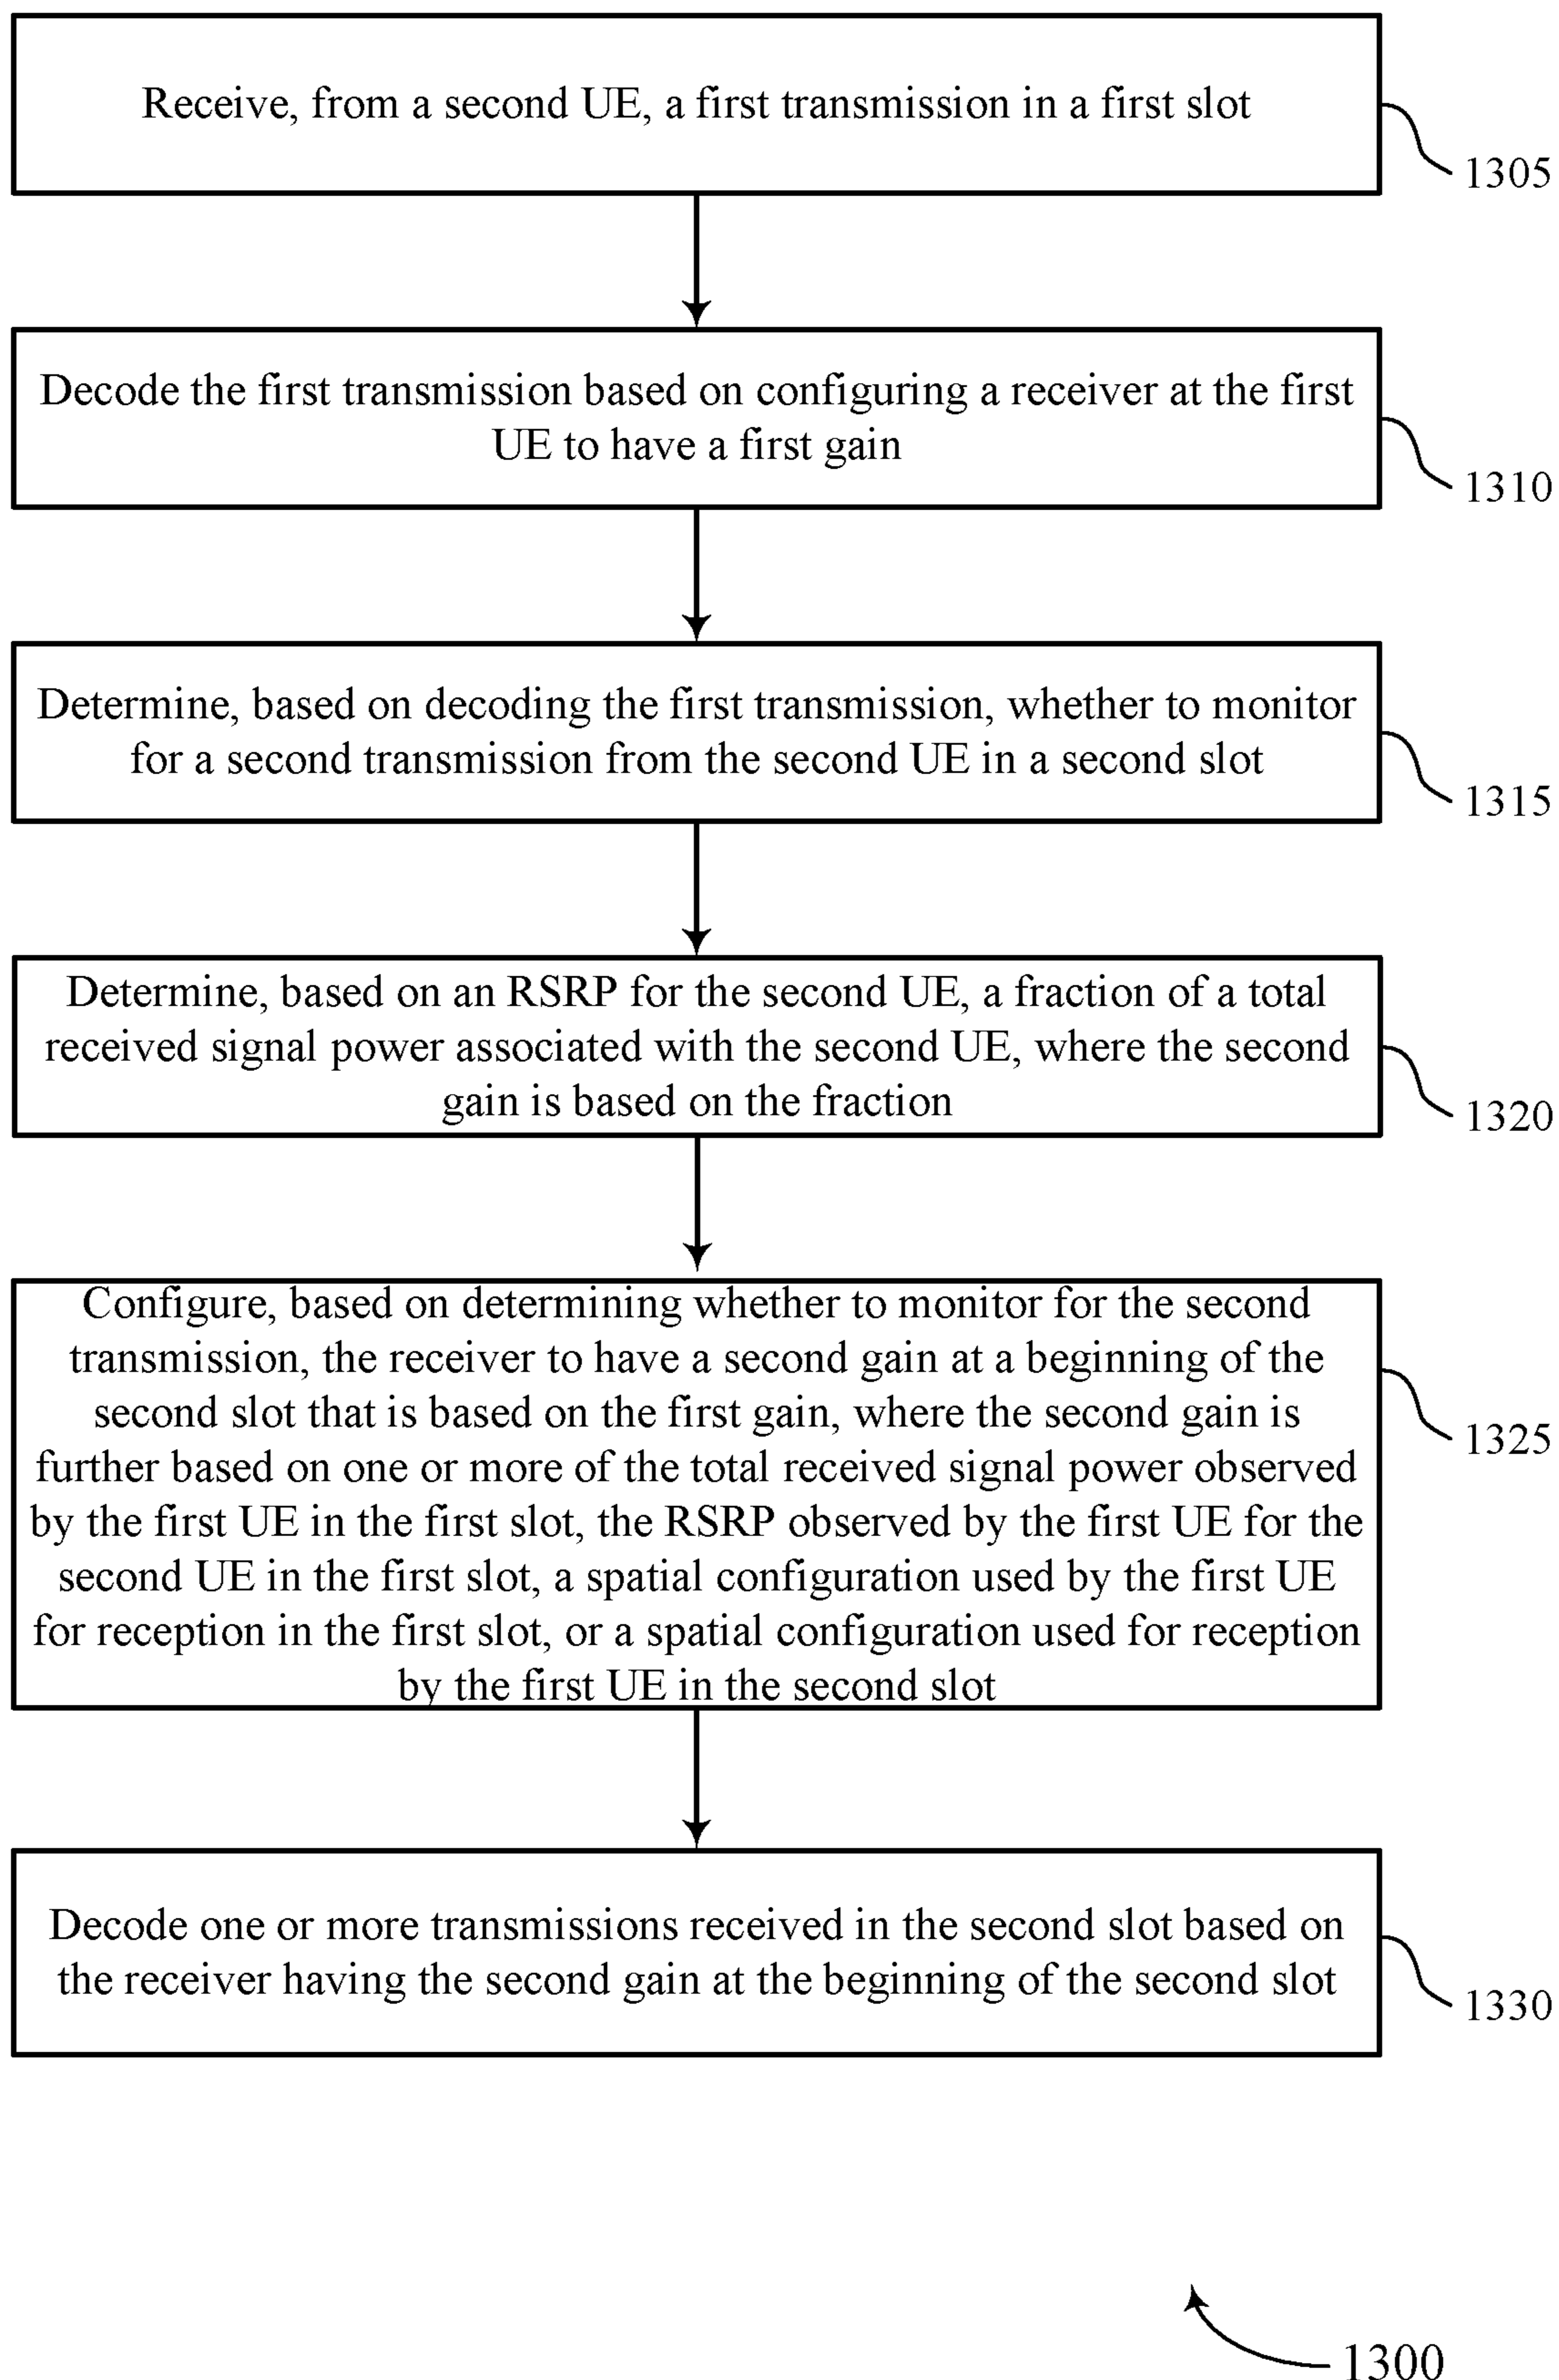 Receive, from a second UE, a first transmission in a first slot
1305
Decode the first transmission based on configuring a receiver at the first
UE to have a first gain
1310
Determine, based on decoding the first transmission, whether to monitor
for a second transmission from the second UE in a second slot
1315
Determine, based on an RSRP for the second UE, a fraction of a total
received signal power associated with the second UE, where the second
gain is based on the fraction
1320
Configure, based on determining whether to monitor for the second
transmission, the receiver to have a second gain at a beginning of the
second slot that is based on the first gain, where the second gain is
further based on one or more of the total received signal power observed
by the first UE in the first slot, the RSRP observed by the first UE for the
second UE in the first slot, a spatial configuration used by the first UE
for reception in the first slot, or a spatial configuration used for reception
by the first UE in the second slot
1325
Decode one or more transmissions received in the second slot based on
the receiver having the second gain at the beginning of the second slot
1330
1300